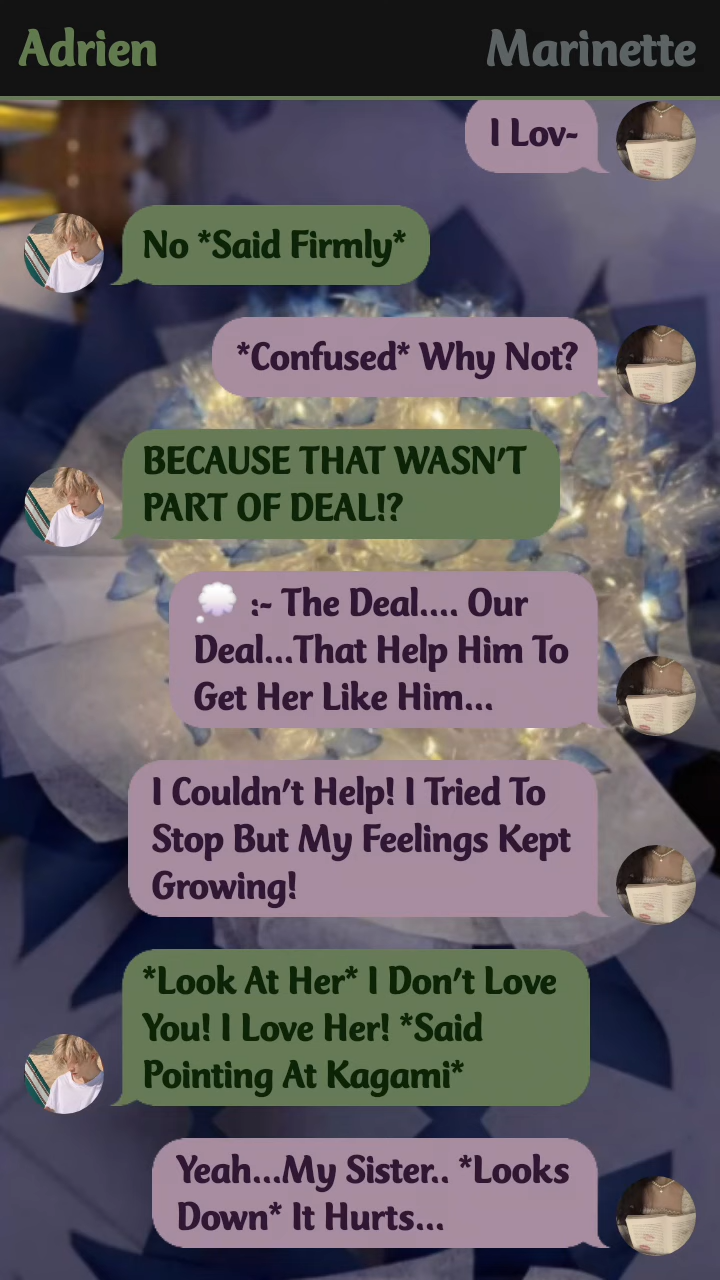 Adrien
Marinette
I Lov-
No *Said Firmly*
*Confused* Why Not?
BECAUSE THAT WASN'T
PART OF DEAL!?
💭 :- The Deal.... Our
Deal...That Help Him To
Get Her Like Him...
I Couldn't Help! I Tried To
Stop But My Feelings Kept
Growing!
*Look At Her* I Don't Love
You! I Love Her! *Said
Pointing At Kagami*
Yeah...My Sister.. *Looks
Down* It Hurts...